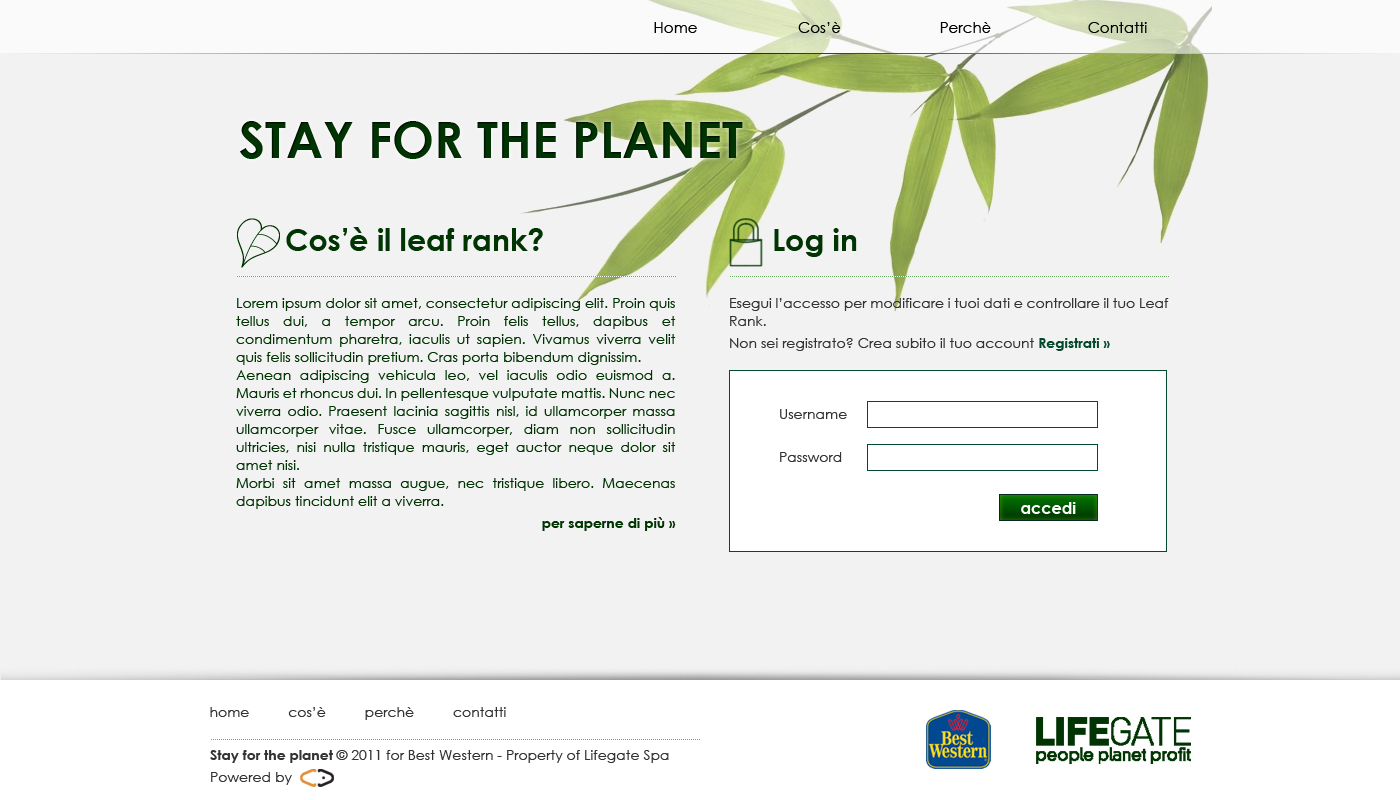 Home Cos'è Perchè Contatti
STAY FOR THE PLANET
Cos'è il leaf rank?
Lorem ipsum dolor sit amet, consectetur adipiscing elit. Proin quis
tellus dui, a tempor arcu. Proin felis tellus, dapibus et
condimentum pharetra, iaculis ut sapien. Vivamus viverra velit
quis felis sollicitudin pretium. Cras porta bibendum dignissim.
Aenean adipiscing vehicula leo, vel iaculis odio euismod a.
Mauris et rhoncus dui. In pellentesque vulputate mattis. Nunc nec
viverra odio. Praesent lacinia sagittis nisl, id ullamcorper massa
ullamcorper vitae. Fusce ullamcorper, diam non sollicitudin
ultricies, nisi nulla tristique mauris, eget auctor neque dolor sit
amet nisi.
Morbi sit amet massa augue, nec tristique libero. Maecenas
dapibus tincidunt elit a viverra.
per saperne di più »
Log in
Esegui l'accesso per modificare i tuoi dati e controllare il tuo Leaf
Rank.
Non sei registrato? Crea subito il tuo account Registrati »
Username
Password
accedi
home cos'è perchè contatti
Stay for the planet © 2011 for Best Western - Property of Lifegate Spa
Powered by
Best
Western
LIFEGATE
people planet profit